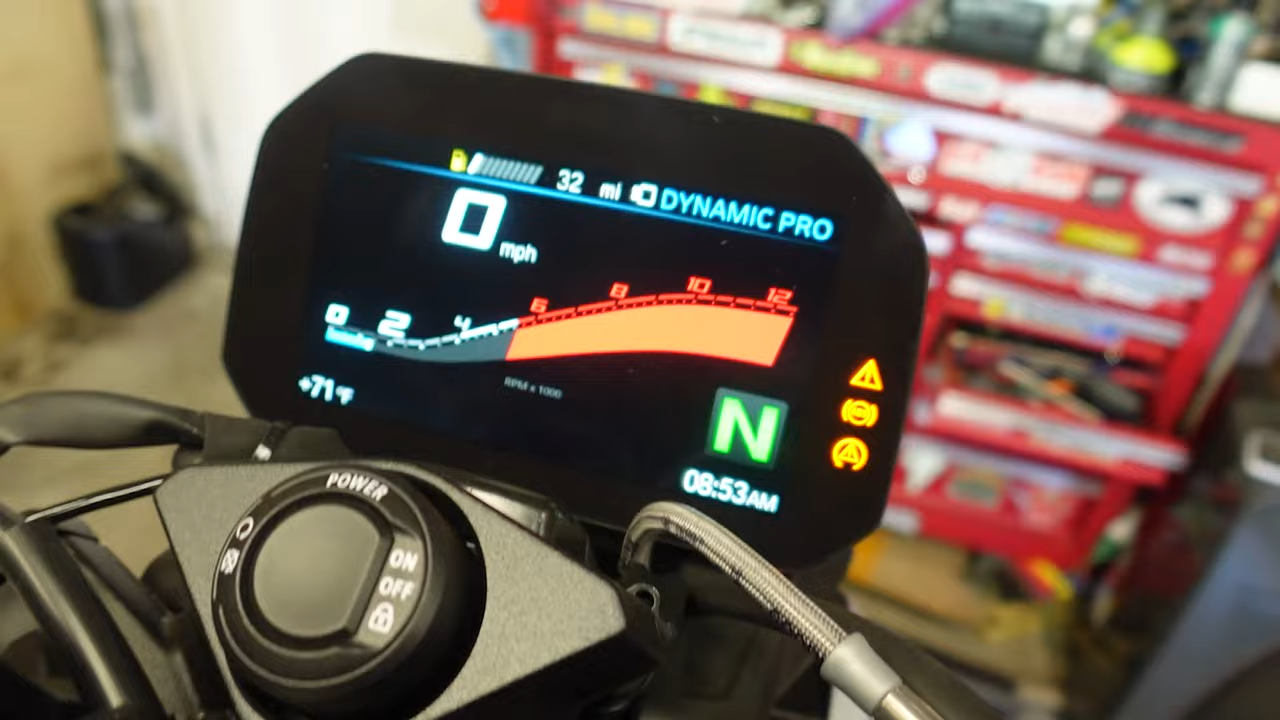 32 mi DYNAMIC PRO
0 mph
0 2 4 6 8 10 12
RPM x 1000
+71°F
N
08:53AM
POWER
ON
OFF